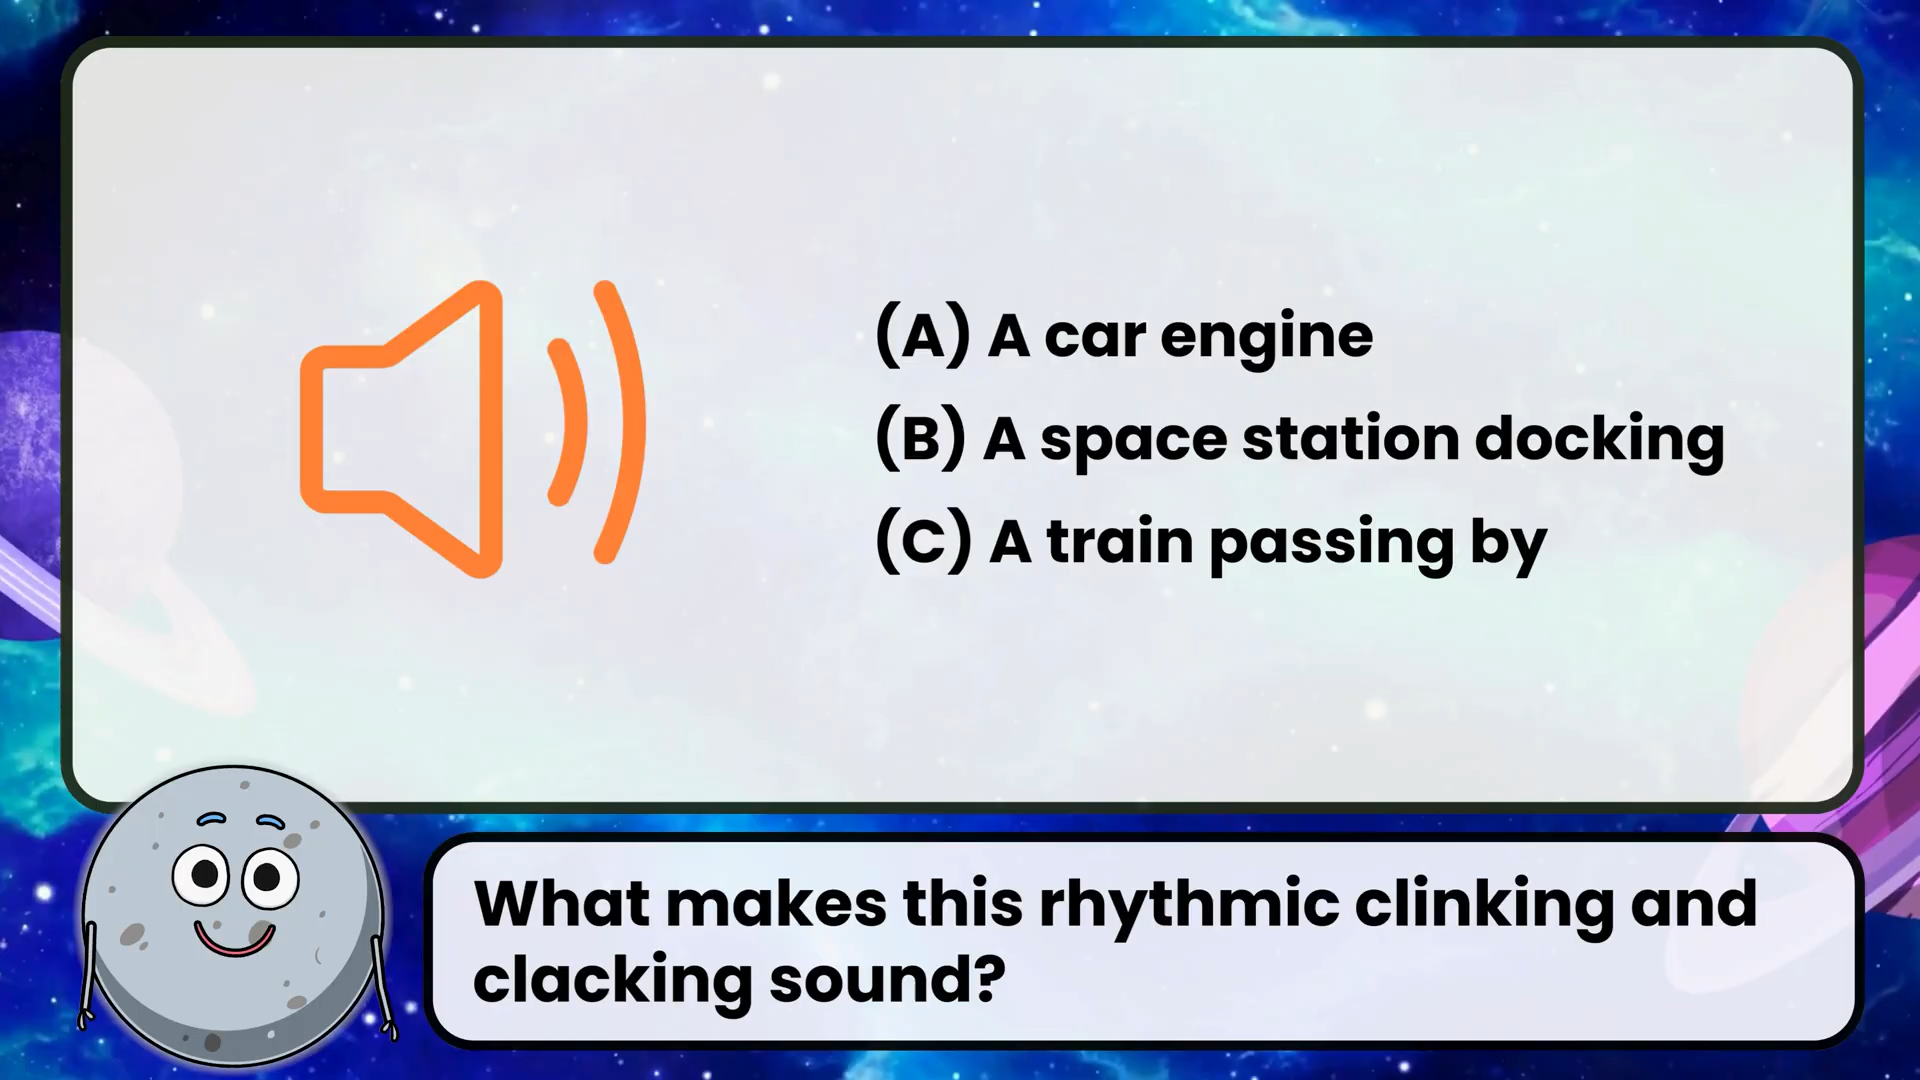 (A) A car engine
(B) A space station docking
(C) A train passing by
What makes this rhythmic clinking and
clacking sound?